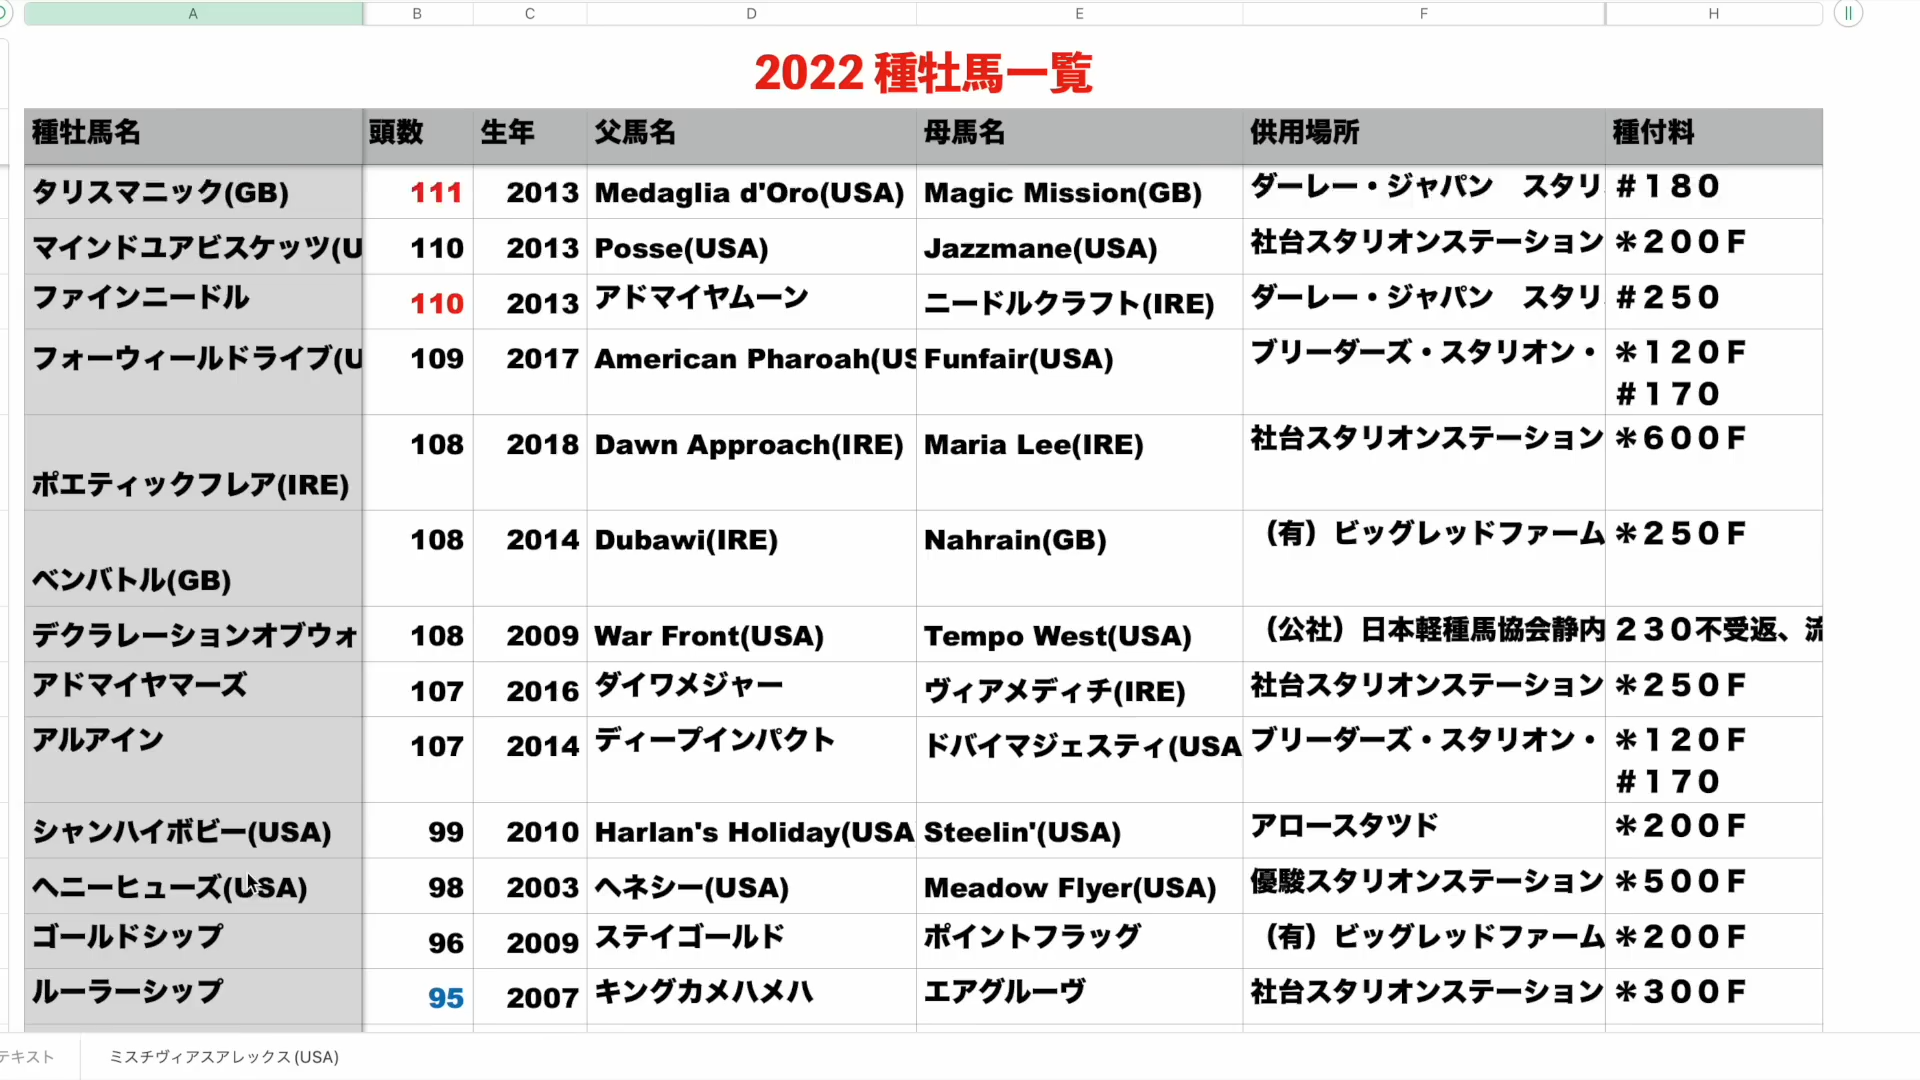 A B C D E F H
2022 種牡馬一覧
種牡馬名 頭数 生年 父馬名 母馬名 供用場所 種付料
タリスマニック(GB) 111 2013 Medaglia d'Oro(USA) Magic Mission(GB) ダーレー・ジャパン　スタリ #１８０
マインドユアビスケッツ(U 110 2013 Posse(USA) Jazzmane(USA) 社台スタリオンステーション ＊２００Ｆ
ファインニードル 110 2013 アドマイヤムーン ニードルクラフト(IRE) ダーレー・ジャパン　スタリ #２５０
フォーウィールドライブ(U 109 2017 American Pharoah(US Funfair(USA) ブリーダーズ・スタリオン・ ＊１２０Ｆ
#１７０
ポエティックフレア(IRE) 108 2018 Dawn Approach(IRE) Maria Lee(IRE) 社台スタリオンステーション ＊６００Ｆ
ベンバトル(GB) 108 2014 Dubawi(IRE) Nahrain(GB) （有）ビッグレッドファーム ＊２５０Ｆ
デクラレーションオブウォ 108 2009 War Front(USA) Tempo West(USA) （公社）日本軽種馬協会静内 ２３０不受返、流
アドマイヤマーズ 107 2016 ダイワメジャー ヴィアメディチ(IRE) 社台スタリオンステーション ＊２５０Ｆ
アルアイン 107 2014 ディープインパクト ドバイマジェスティ(USA ブリーダーズ・スタリオン・ ＊１２０Ｆ
#１７０
シャンハイボビー(USA) 99 2010 Harlan's Holiday(USA Steelin'(USA) アロースタツド ＊２００Ｆ
ヘニーヒューズ(USA) 98 2003 ヘネシー(USA) Meadow Flyer(USA) 優駿スタリオンステーション ＊５００Ｆ
ゴールドシップ 96 2009 ステイゴールド ポイントフラッグ （有）ビッグレッドファーム ＊２００Ｆ
ルーラーシップ 95 2007 キングカメハメハ エアグルーヴ 社台スタリオンステーション ＊３００Ｆ
テキスト ミスチヴィアスアレックス(USA)